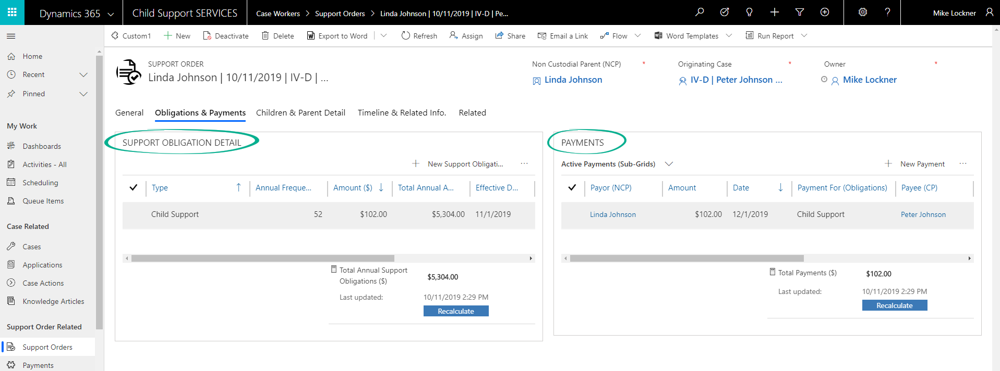 Dynamics 365
Child Support SERVICES
Case Workers > Support Orders > Linda Johnson | 10/11/2019 | IV-D | Pe...
Mike Lockner
Custom1
New
Deactivate
Delete
Export to Word
Refresh
Assign
Share
Email a Link
Flow
Word Templates
Run Report
Home
Recent
Pinned
My Work
Dashboards
Activities - All
Scheduling
Queue Items
Case Related
Cases
Applications
Case Actions
Knowledge Articles
Support Order Related
Support Orders
Payments
SUPPORT ORDER
Linda Johnson | 10/11/2019 | IV-D | ...
Non Custodial Parent (NCP) *
Linda Johnson
Originating Case *
IV-D | Peter Johnson ...
Owner *
Mike Lockner
General
Obligations & Payments
Children & Parent Detail
Timeline & Related Info.
Related
SUPPORT OBLIGATION DETAIL
New Support Obligati... ...
Type Annual Freque... Amount ($) Total Annual A... Effective D...
Child Support 52 $102.00 $5,304.00 11/1/2019
Total Annual Support
Obligations ($)
$5,304.00
Last updated: 10/11/2019 2:29 PM
Recalculate
PAYMENTS
Active Payments (Sub-Grids)
New Payment ...
Payor (NCP) Amount Date Payment For (Obligations) Payee (CP)
Linda Johnson $102.00 12/1/2019 Child Support Peter Johnson
Total Payments ($) $102.00
Last updated: 10/11/2019 2:29 PM
Recalculate